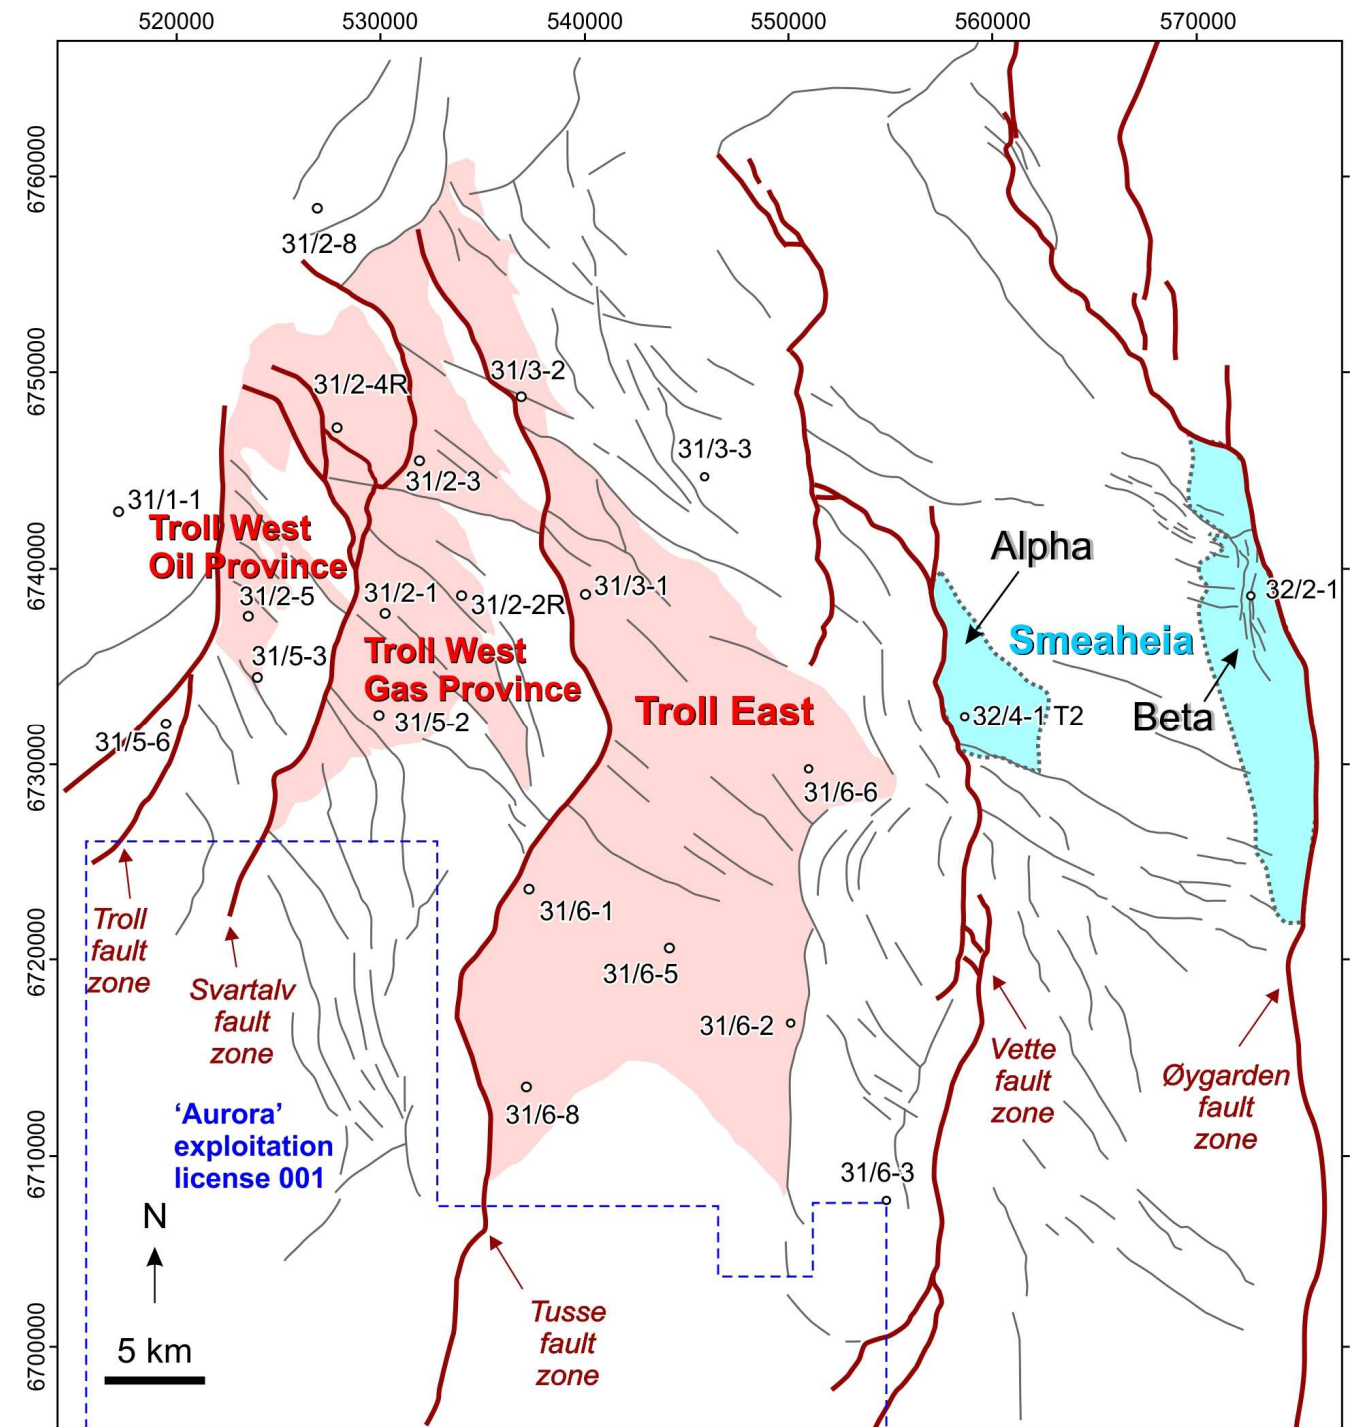 520000
530000
540000
550000
560000
570000
6760000
6750000
6740000
6730000
6720000
6710000
6700000
31/2-8
31/2-4R
31/3-2
31/3-3
31/2-3
31/1-1
Troll West
Oil Province
Alpha
31/2-5
31/2-1
31/2-2R
31/3-1
32/2-1
Smeaheia
31/5-3
Troll West
Gas Province
Troll East
31/5-2
32/4-1 T2
Beta
31/5-6
31/6-6
31/6-1
Troll
fault
zone
31/6-5
Svartalv
fault
zone
31/6-2
Vette
fault
zone
Øygarden
fault
zone
31/6-8
‘Aurora’
exploitation
license 001
31/6-3
N
Tusse
fault
zone
5 km